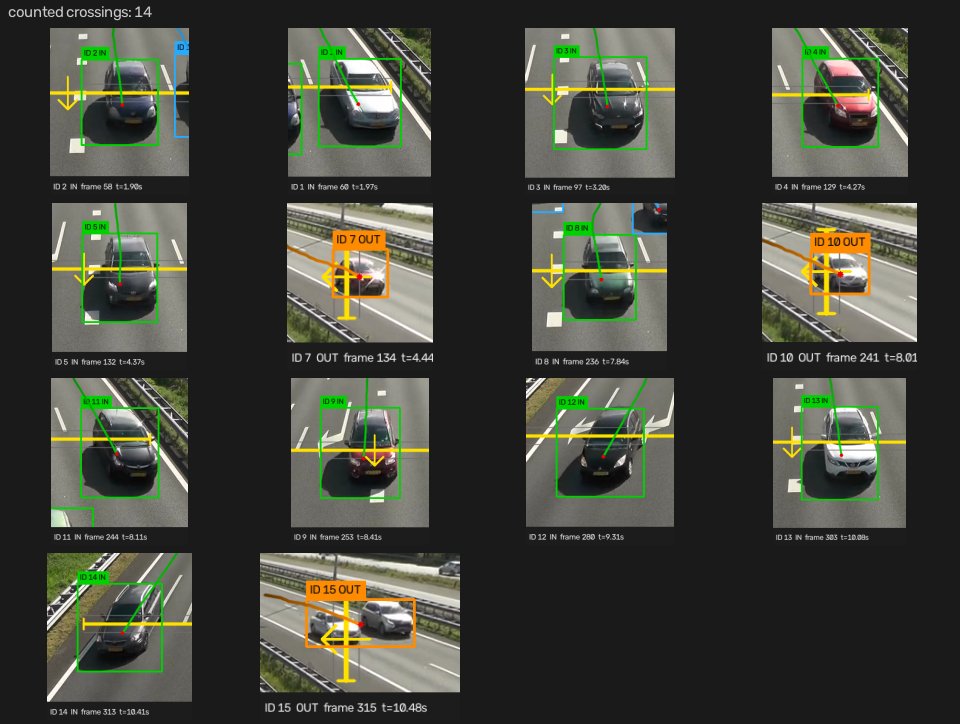 counted crossings: 14
ID 2 IN
ID 1 IN
ID 3 IN
ID 4 IN
ID 2 IN frame 58 t=1.90s
ID 1 IN frame 60 t=1.97s
ID 3 IN frame 97 t=3.20s
ID 4 IN frame 129 t=4.27s
ID 5 IN
ID 7 OUT
ID 8 IN
ID 10 OUT
ID 5 IN frame 132 t=4.37s
ID 7 OUT frame 134 t=4.44
ID 8 IN frame 236 t=7.84s
ID 10 OUT frame 241 t=8.01
ID 11 IN
ID 9 IN
ID 12 IN
ID 13 IN
ID 11 IN frame 244 t=8.11s
ID 9 IN frame 253 t=8.41s
ID 12 IN frame 280 t=9.31s
ID 13 IN frame 303 t=10.08s
ID 14 IN
ID 15 OUT
ID 14 IN frame 313 t=10.41s
ID 15 OUT frame 315 t=10.48s